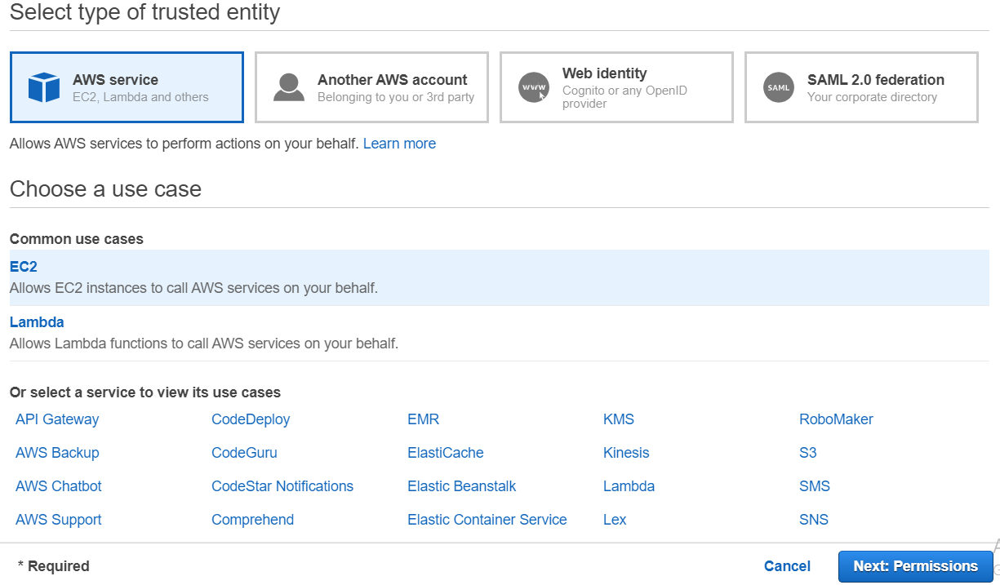 Select type of trusted entity
AWS service
EC2, Lambda and others
Another AWS account
Belonging to you or 3rd party
www
Web identity
Cognito or any OpenID
provider
SAML
SAML 2.0 federation
Your corporate directory
Allows AWS services to perform actions on your behalf. Learn more
Choose a use case
Common use cases
EC2
Allows EC2 instances to call AWS services on your behalf.
Lambda
Allows Lambda functions to call AWS services on your behalf.
Or select a service to view its use cases
API Gateway CodeDeploy EMR KMS RoboMaker
AWS Backup CodeGuru ElastiCache Kinesis S3
AWS Chatbot CodeStar Notifications Elastic Beanstalk Lambda SMS
AWS Support Comprehend Elastic Container Service Lex SNS
* Required Cancel Next: Permissions